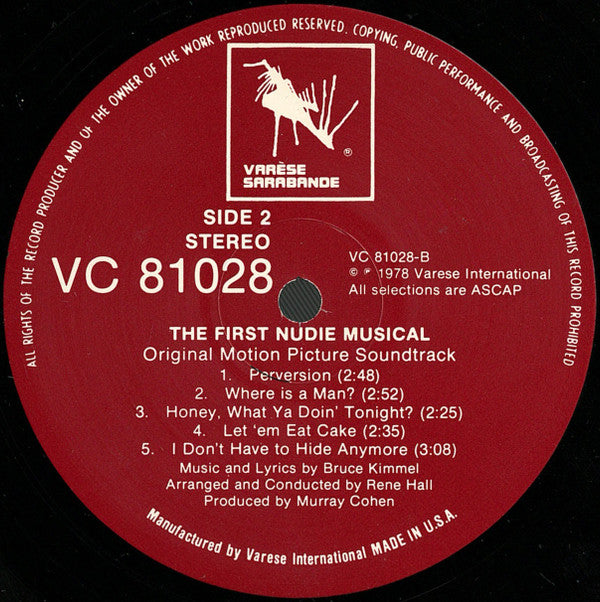 ALL RIGHTS OF THE RECORD PRODUCER AND OF THE OWNER OF THE WORK REPRODUCED RESERVED. COPYING, PUBLIC PERFORMANCE AND BROADCASTING OF THIS RECORD PROHIBITED
®
VARÈSE
SARABANDE
SIDE 2
STEREO
VC 81028
VC 81028-B
© ℗ 1978 Varese International
All selections are ASCAP
THE FIRST NUDIE MUSICAL
Original Motion Picture Soundtrack
1. Perversion (2:48)
2. Where is a Man? (2:52)
3. Honey, What Ya Doin' Tonight? (2:25)
4. Let 'em Eat Cake (2:35)
5. I Don't Have to Hide Anymore (3:08)
Music and Lyrics by Bruce Kimmel
Arranged and Conducted by Rene Hall
Produced by Murray Cohen
Manufactured by Varese International MADE IN U.S.A.